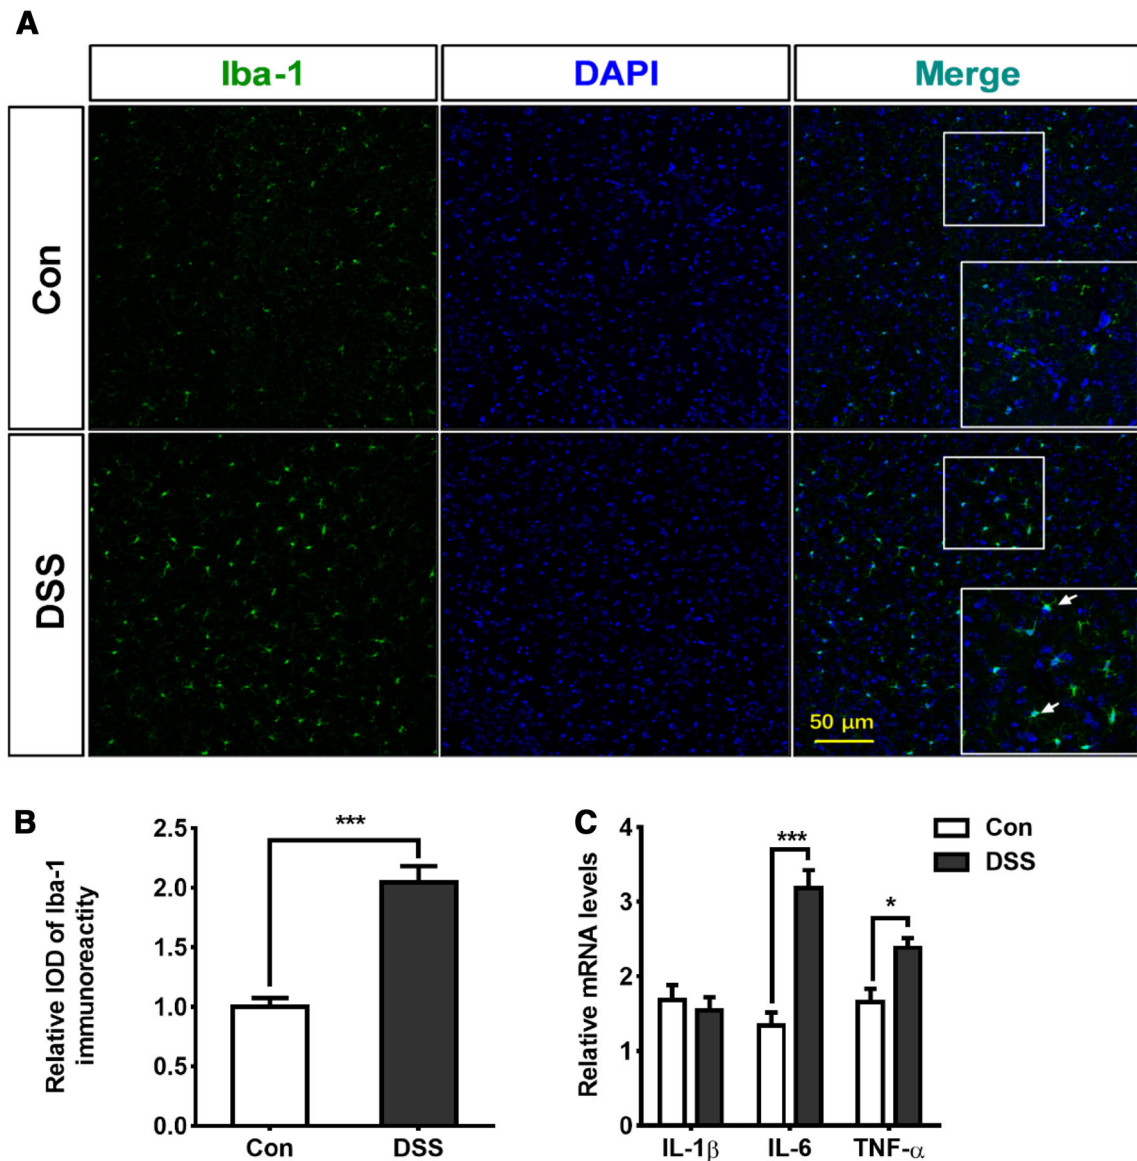 A
Iba-1 DAPI Merge
Con
DSS
50 µm
B
2.5
2.0
1.5
1.0
0.5
0.0
Relative IOD of Iba-1
immunoreactity
***
Con DSS
C
4
3
2
1
0
Relative mRNA levels
***
*
Con
DSS
IL-1β IL-6 TNF-α